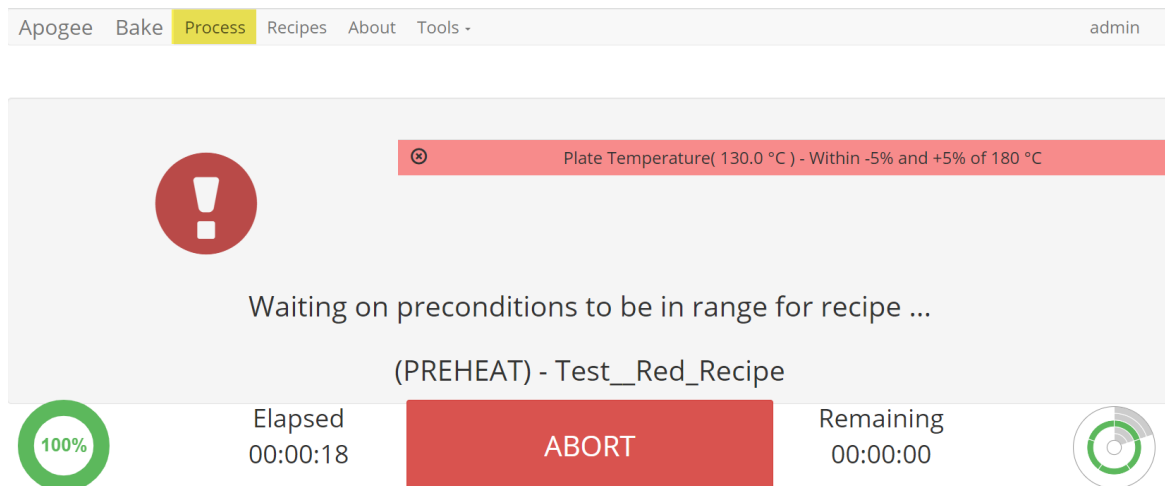 Apogee Bake Process Recipes About Tools admin
Plate Temperature( 130.0 °C ) - Within -5% and +5% of 180 °C
Waiting on preconditions to be in range for recipe ...
(PREHEAT) - Test__Red_Recipe
100%
Elapsed
00:00:18
ABORT
Remaining
00:00:00